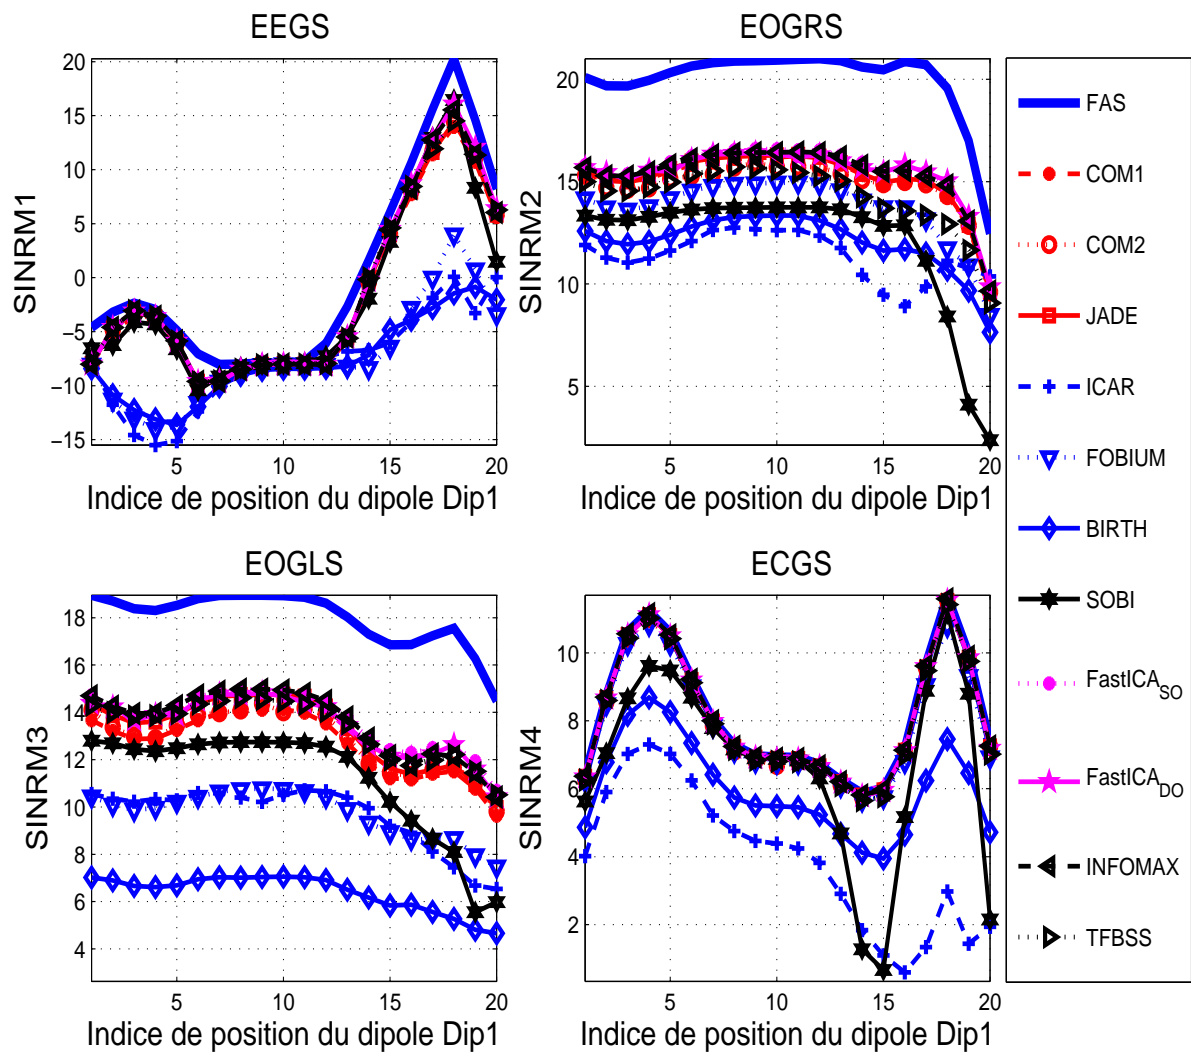 EEGS
SINRM1
20
15
10
5
0
−5
−10
−15
5
10
15
20
Indice de position du dipole Dip1
EOGRS
SINRM2
20
15
10
5
5
10
15
20
Indice de position du dipole Dip1
EOGLS
SINRM3
18
16
14
12
10
8
6
4
5
10
15
20
Indice de position du dipole Dip1
ECGS
SINRM4
10
8
6
4
2
5
10
15
20
Indice de position du dipole Dip1
FAS
COM1
COM2
JADE
ICAR
FOBIUM
BIRTH
SOBI
FastICA_SO
FastICA_DO
INFOMAX
TFBSS